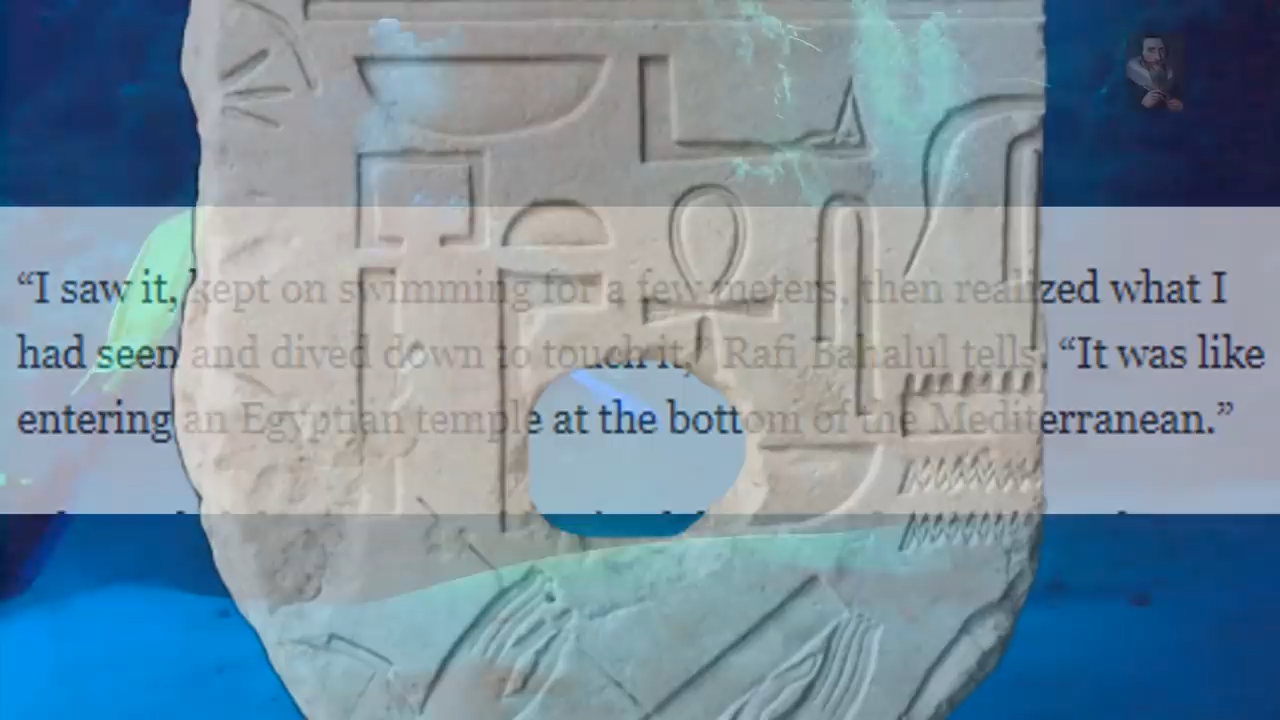 “I saw it, kept on swimming for a few meters, then realized what I
had seen and dived down to touch it,” Rafi Bahalul tells. “It was like
entering an Egyptian temple at the bottom of the Mediterranean.”